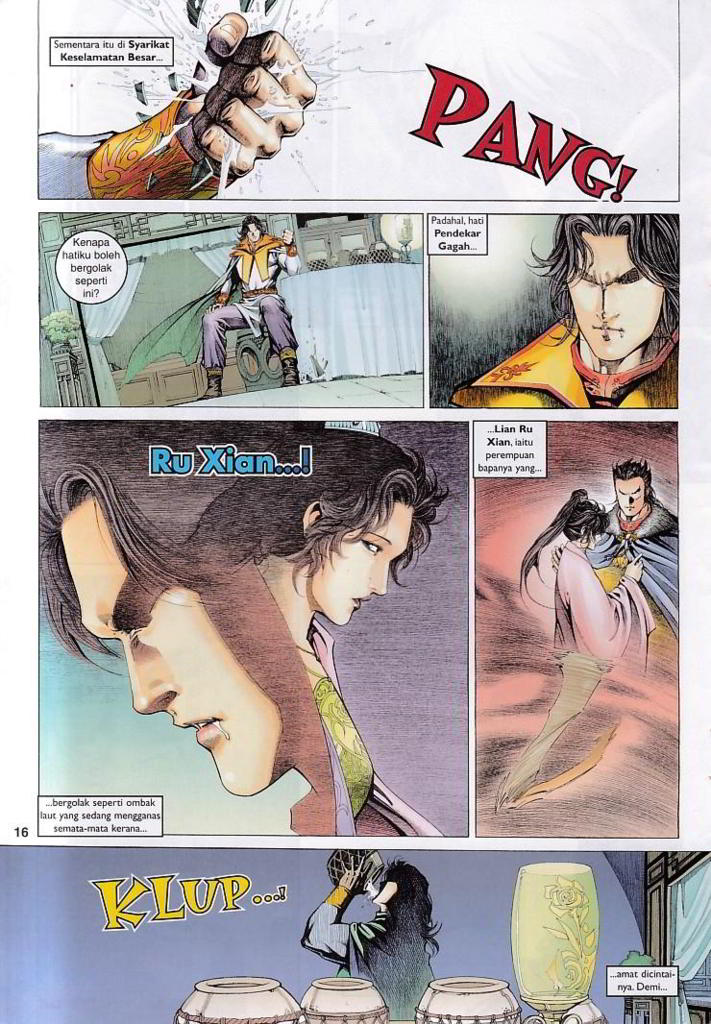 Sementara itu di Syarikat
Keselamatan Besar...
PANG!
Kenapa
hatiku boleh
bergolak
seperti
ini?
Padahal, hati
Pendekar
Gagah...
Ru Xian...!
...bergolak seperti ombak
laut yang sedang mengganas
semata-mata kerana...
...Lian Ru
Xian, iaitu
perempuan
bapanya yang...
16
KLUP...!
...amat dicintai-
nya. Demi...